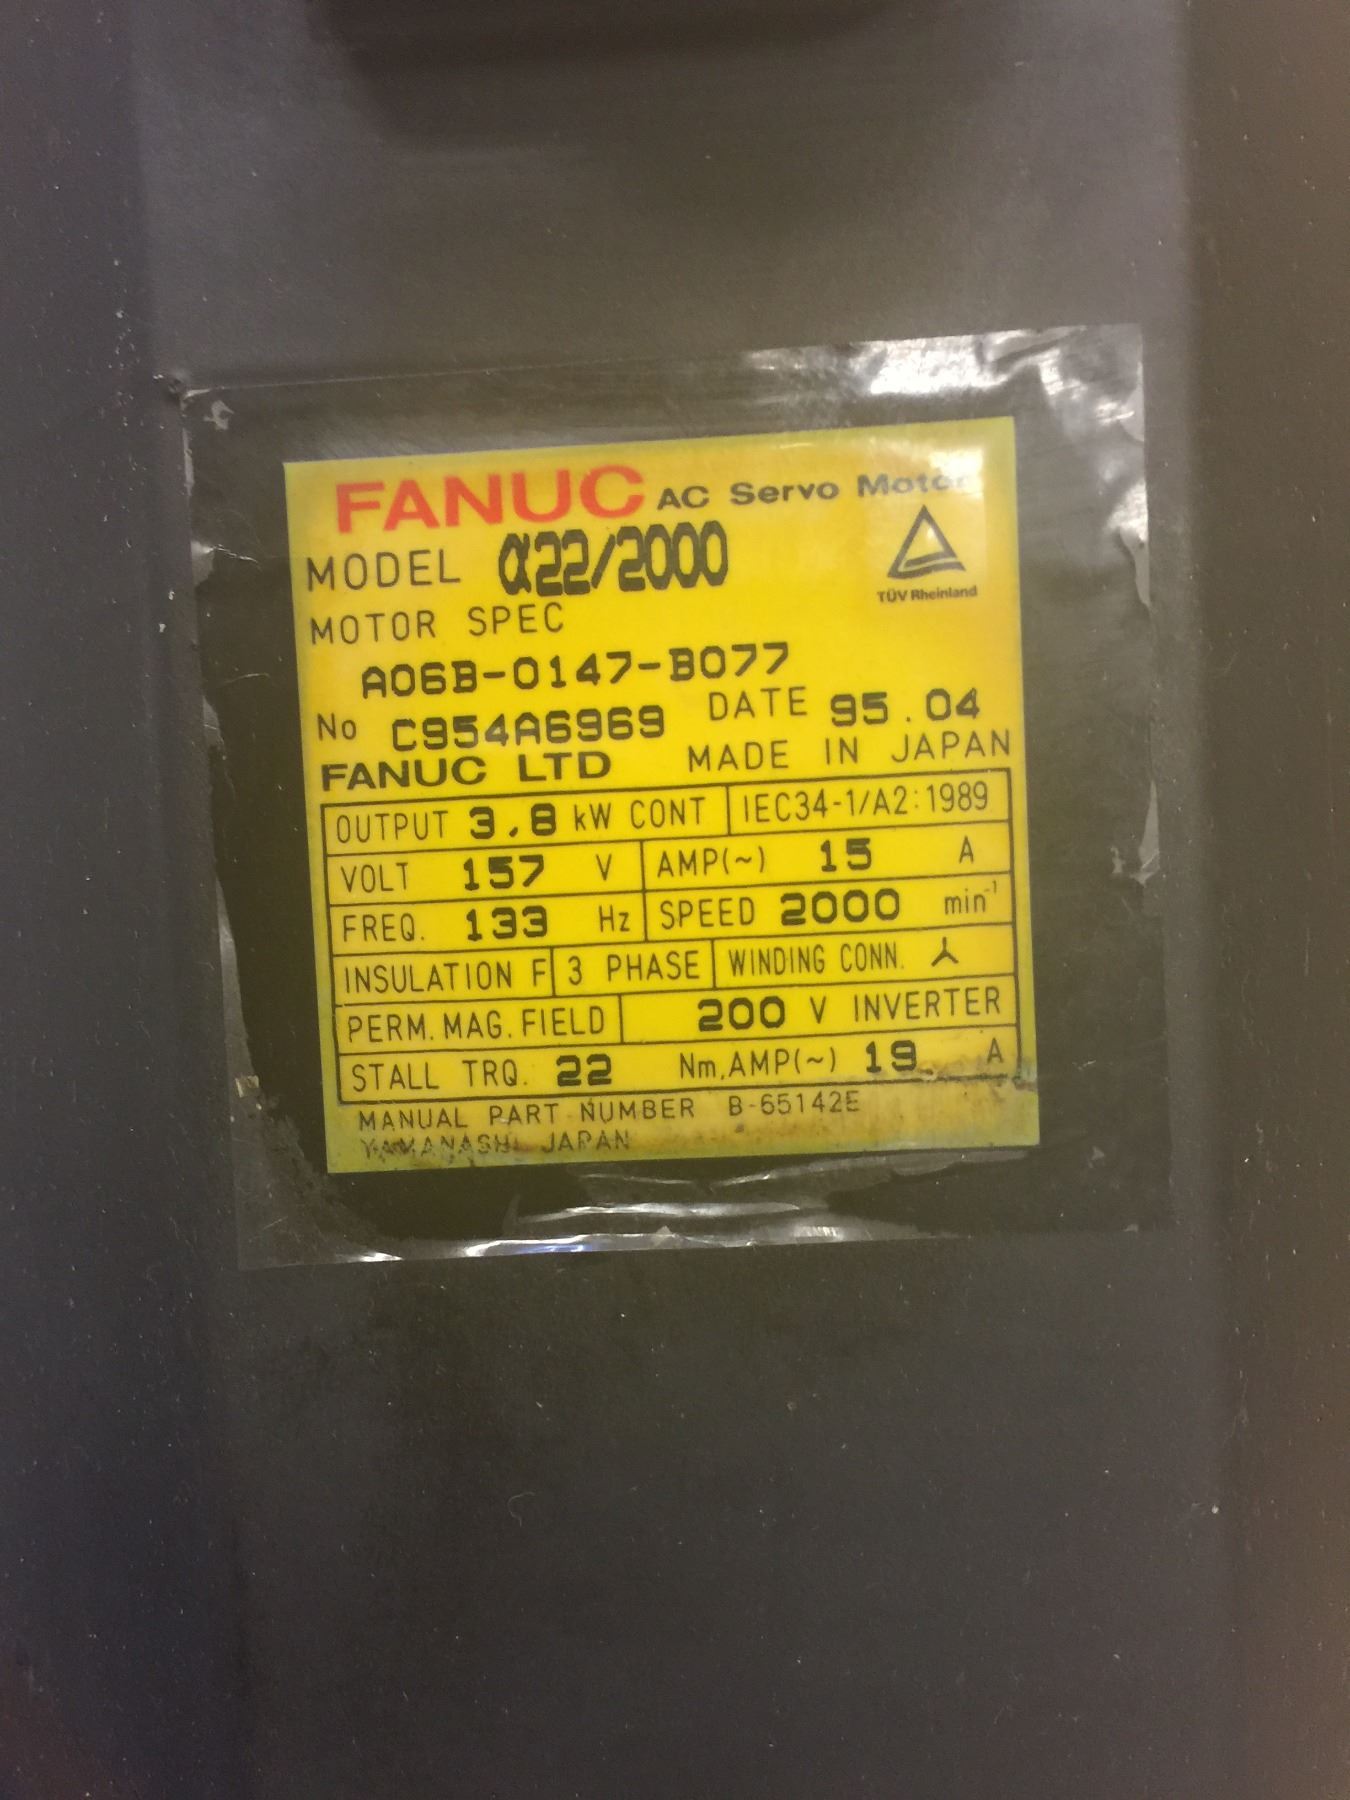 FANUC AC Servo Motor
MODEL α22/2000
TÜV Rheinland
MOTOR SPEC
A06B-0147-B077
No C954A6969 DATE 95.04
FANUC LTD MADE IN JAPAN
OUTPUT 3.8 kW CONT IEC34-1/A2:1989
VOLT 157 V AMP(~) 15 A
FREQ. 133 Hz SPEED 2000 min⁻¹
INSULATION F 3 PHASE WINDING CONN.
PERM. MAG. FIELD 200 V INVERTER
STALL TRQ. 22 Nm, AMP(~) 19 A
MANUAL PART NUMBER B-65142E
YAMANASHI JAPAN